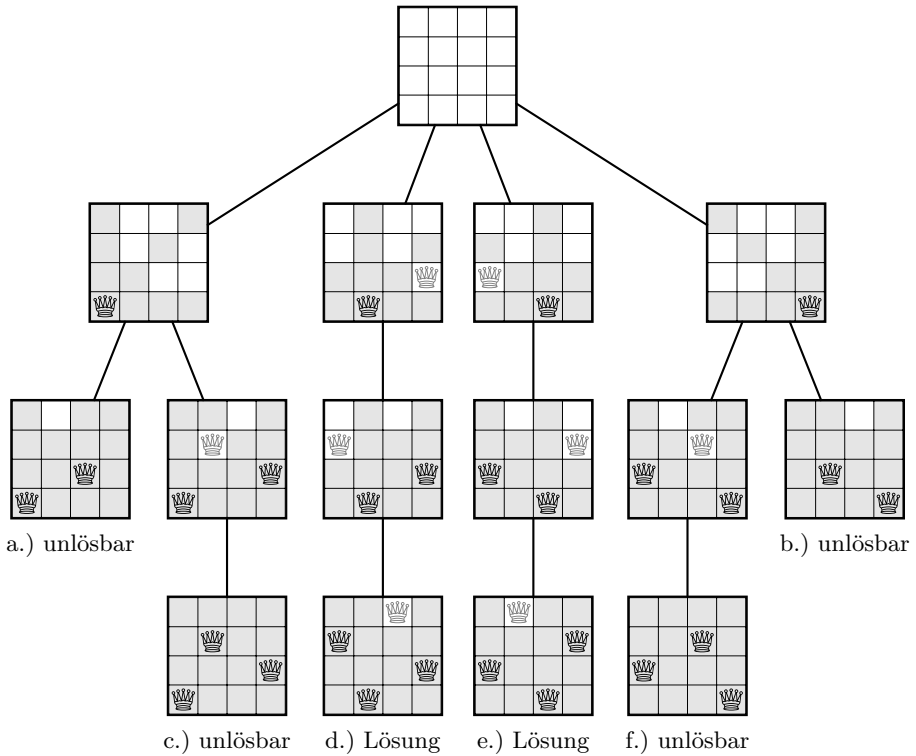 a.) unlösbar
b.) unlösbar
c.) unlösbar
d.) Lösung
e.) Lösung
f.) unlösbar